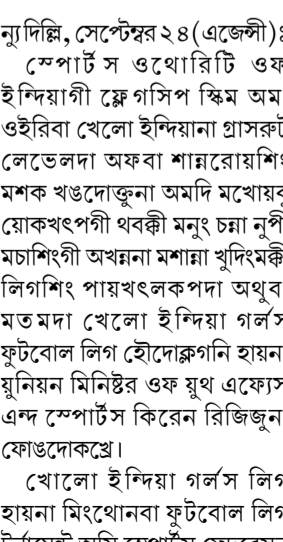 ন্যুদিল্লি, সেপ্টেম্বর ২৪ (এজেন্সী)ঃ
স্পোর্টস ওথোরিটি ওফ
ইন্দিয়াগী ফ্লেগসিপ স্কিম অম
ওইরিবা খেলো ইন্দিয়ানা গ্রাসরুট
লেভেলদা অফবা শান্নরোয়শিং
মশক খঙদোক্তুনা অমদি মখোয়বু
য়োকখৎপগী থবক্কী মনুং চন্না নুপী
মচাশিংগী অখন্ননা মশান্না খুদিংমক্কী
লিগশিং পায়খৎলকপদা অথুব
মতমদা খেলো ইন্দিয়া গর্লস
ফুটবোল লিগ হৌদোক্লগনি হায়ন
য়ুনিয়ন মিনিষ্টর ওফ য়ুথ এফ্যের্স
এন্দ স্পোর্টস কিরেন রিজিজুন
ফোঙদোকখ্রে।
খোলো ইন্দিয়া গর্লস লিগ
হায়না মিংথোনবা ফুটবোল লিগ